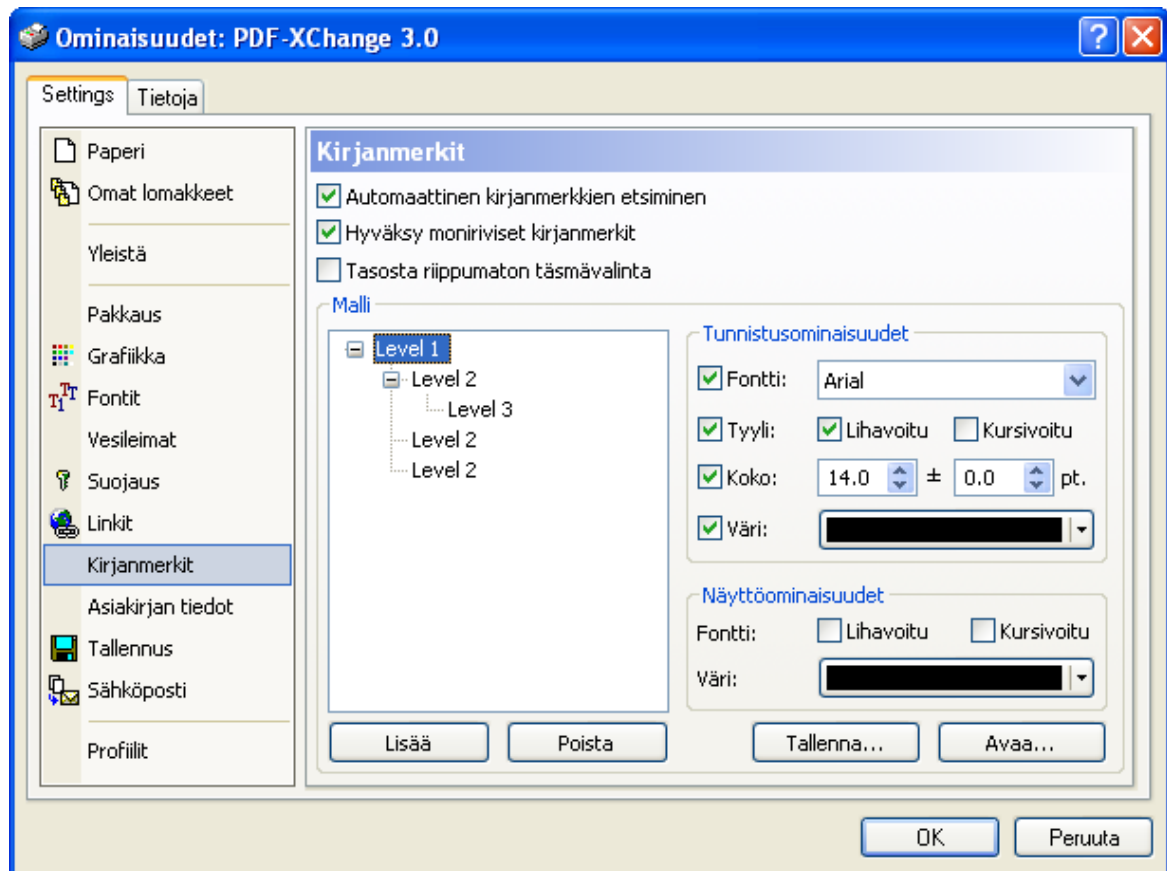 Ominaisuudet: PDF-XChange 3.0
Settings
Tietoja
Paperi
Omat lomakkeet
Yleistä
Pakkaus
Grafiikka
Fontit
Vesileimat
Suojaus
Linkit
Kirjanmerkit
Asiakirjan tiedot
Tallennus
Sähköposti
Profiilit
Kirjanmerkit
Automaattinen kirjanmerkkien etsiminen
Hyväksy moniriviset kirjanmerkit
Tasosta riippumaton täsmävalinta
Malli
Level 1
Level 2
Level 3
Level 2
Level 2
Tunnistusominaisuudet
Fontti: Arial
Tyyli: Lihavoitu Kursivoitu
Koko: 14.0 ± 0.0 pt.
Väri:
Näyttöominaisuudet
Fontti: Lihavoitu Kursivoitu
Väri:
Lisää Poista Tallenna... Avaa...
OK Peruuta